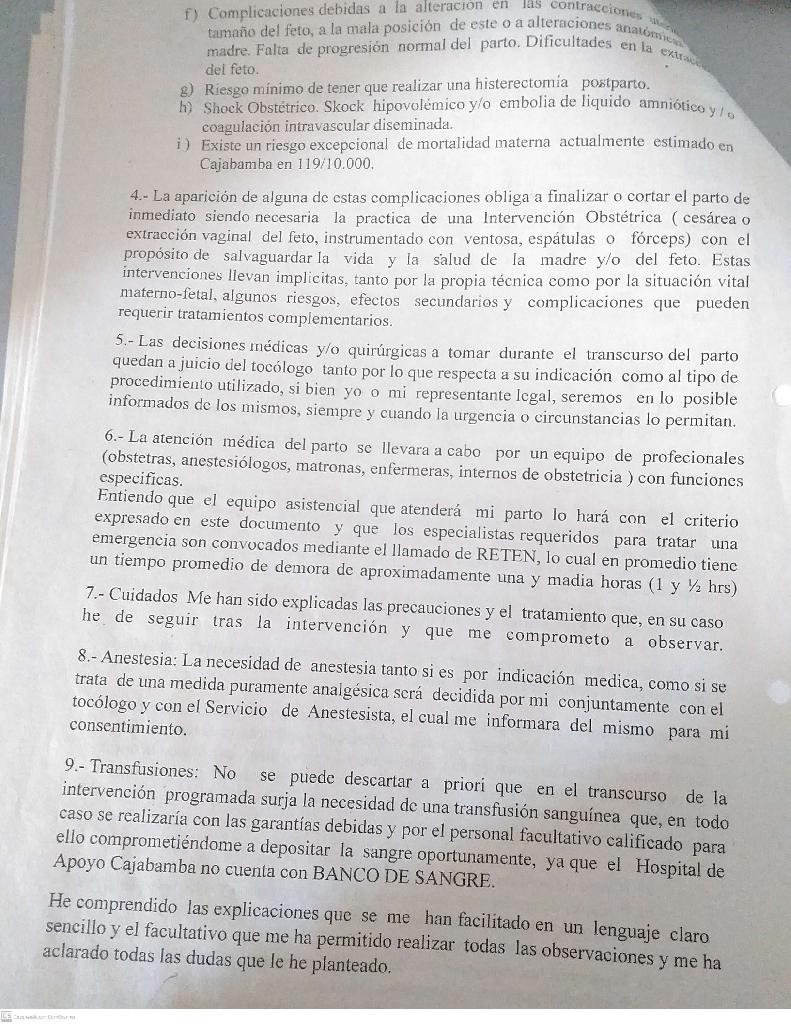 f) Complicaciones debidas a la alteración en las contracciones
tamaño del feto, a la mala posición de este o a alteraciones
madre. Falta de progresión normal del parto. Dificultades en la
del feto.
g) Riesgo mínimo de tener que realizar una histerectomía postparto.
h) Shock Obstétrico. Skock hipovolémico y/o embolia de liquido amniótico y / o
coagulación intravascular diseminada.
i) Existe un riesgo excepcional de mortalidad materna actualmente estimado en
Cajabamba en 119/10.000.
4.- La aparición de alguna de estas complicaciones obliga a finalizar o cortar el parto de
inmediato siendo necesaria la practica de una Intervención Obstétrica ( cesárea o
extracción vaginal del feto, instrumentado con ventosa, espátulas o fórceps) con el
propósito de salvaguardar la vida y la salud de la madre y/o del feto. Estas
intervenciones llevan implicitas, tanto por la propia técnica como por la situación vital
materno-fetal, algunos riesgos, efectos secundarios y complicaciones que pueden
requerir tratamientos complementarios.
5.- Las decisiones médicas y/o quirúrgicas a tomar durante el transcurso del parto
quedan a juicio del tocólogo tanto por lo que respecta a su indicación como al tipo de
procedimiento utilizado, si bien yo o mi representante legal, seremos en lo posible
informados de los mismos, siempre y cuando la urgencia o circunstancias lo permitan.
6.- La atención médica del parto se llevara a cabo por un equipo de profecionales
(obstetras, anestesiólogos, matronas, enfermeras, internos de obstetricia ) con funciones
especificas.
Entiendo que el equipo asistencial que atenderá mi parto lo hará con el criterio
expresado en este documento y que los especialistas requeridos para tratar una
emergencia son convocados mediante el llamado de RETEN, lo cual en promedio tiene
un tiempo promedio de demora de aproximadamente una y madia horas (1 y ½ hrs)
7.- Cuidados Me han sido explicadas las precauciones y el tratamiento que, en su caso
he de seguir tras la intervención y que me comprometo a observar.
8.- Anestesia: La necesidad de anestesia tanto si es por indicación medica, como si se
trata de una medida puramente analgésica será decidida por mi conjuntamente con el
tocólogo y con el Servicio de Anestesista, el cual me informara del mismo para mi
consentimiento.
9.- Transfusiones: No se puede descartar a priori que en el transcurso de la
intervención programada surja la necesidad de una transfusión sanguínea que, en todo
caso se realizaría con las garantías debidas y por el personal facultativo calificado para
ello comprometiéndome a depositar la sangre oportunamente, ya que el Hospital de
Apoyo Cajabamba no cuenta con BANCO DE SANGRE.
He comprendido las explicaciones que se me han facilitado en un lenguaje claro
sencillo y el facultativo que me ha permitido realizar todas las observaciones y me ha
aclarado todas las dudas que le he planteado.
CS